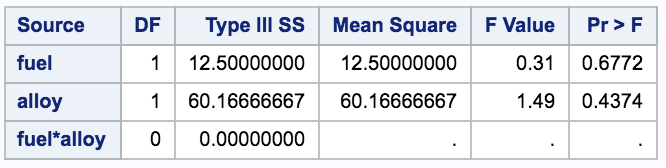 Source DF Type III SS Mean Square F Value Pr > F
fuel 1 12.50000000 12.50000000 0.31 0.6772
alloy 1 60.16666667 60.16666667 1.49 0.4374
fuel*alloy 0 0.00000000 . . .